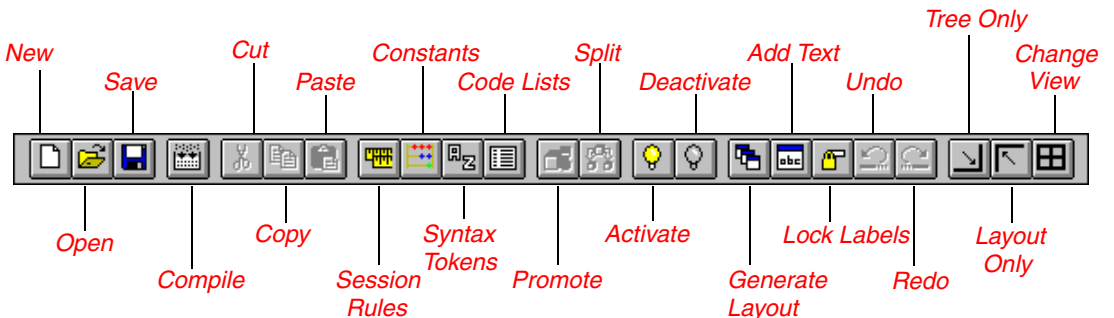 Tree Only
New
Cut
Constants
Split
Add Text
Change
View
Save
Paste
Code Lists
Deactivate
Undo
A
Z
abc
Open
Copy
Syntax
Tokens
Activate
Lock Labels
Layout
Only
Compile
Session
Rules
Promote
Generate
Layout
Redo